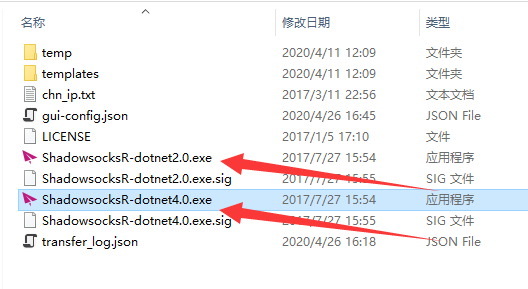 名称 修改日期 类型
temp 2020/4/11 12:09 文件夹
templates 2020/4/11 12:09 文件夹
chn_ip.txt 2017/3/11 22:56 文本文档
gui-config.json 2020/4/26 16:45 JSON File
LICENSE 2017/1/5 17:10 文件
ShadowsocksR-dotnet2.0.exe 2017/7/27 15:54 应用程序
ShadowsocksR-dotnet2.0.exe.sig 2017/7/27 15:55 SIG 文件
ShadowsocksR-dotnet4.0.exe 2017/7/27 15:54 应用程序
ShadowsocksR-dotnet4.0.exe.sig 2017/7/27 15:55 SIG 文件
transfer_log.json 2020/4/26 16:18 JSON File